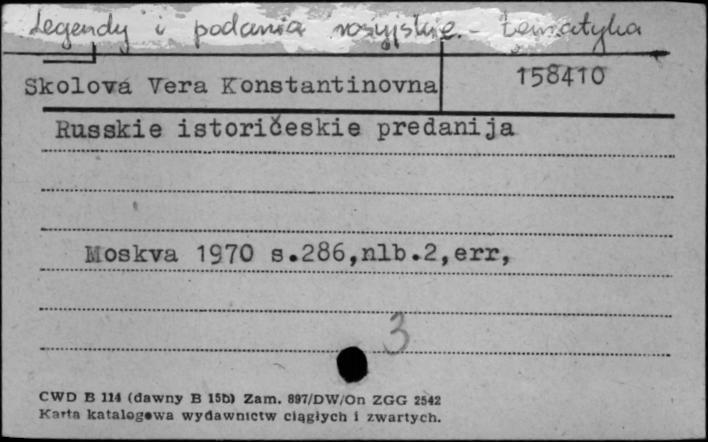 Legendy i podania rosyjskie - tematyka
Skolová Vera Konstantinovna
158410
Russkie istoričeskie predanija
Moskva 1970 s.286,nlb.2,err,
3
CWD B 114 (dawny B 15b) Zam. 897/DW/On ZGG 2542
Karta katalogowa wydawnictw ciągłych i zwartych.